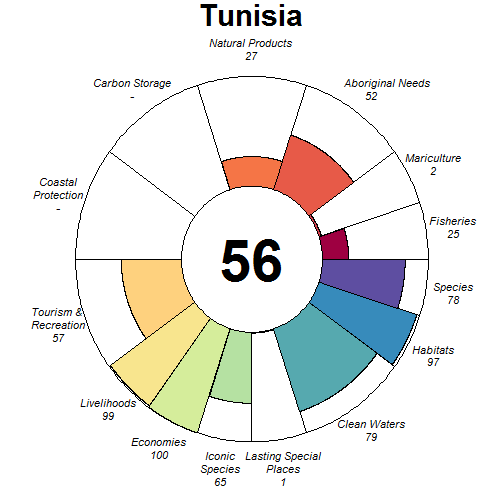 Tunisia
Natural Products
27
Carbon Storage
-
Aboriginal Needs
52
Mariculture
2
Coastal
Protection
-
Fisheries
25
56
Species
78
Tourism &
Recreation
57
Habitats
97
Livelihoods
99
Clean Waters
79
Economies
100
Iconic
Species
65
Lasting Special
Places
1